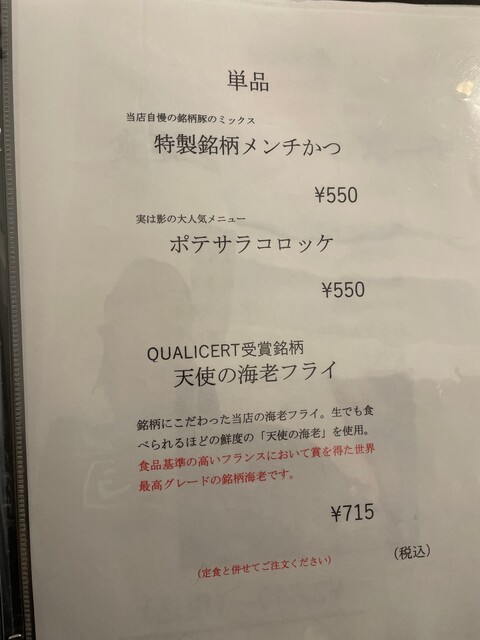 単品
当店自慢の銘柄豚のミックス
特製銘柄メンチかつ
¥550
実は影の大人気メニュー
ポテサラコロッケ
¥550
QUALICERT受賞銘柄
天使の海老フライ
銘柄にこだわった当店の海老フライ。生でも食
べられるほどの鮮度の「天使の海老」を使用。
食品基準の高いフランスにおいて賞を得た世界
最高グレードの銘柄海老です。
¥715
（税込）
（定食と併せてご注文ください）